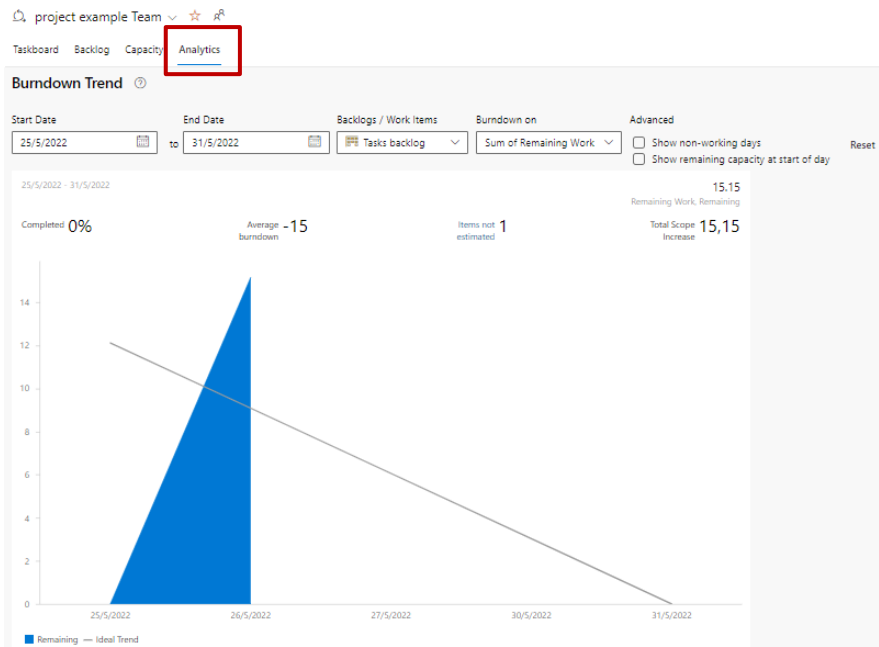 project example Team
Taskboard Backlog Capacity Analytics
Burndown Trend
Start Date End Date Backlogs / Work Items Burndown on Advanced
25/5/2022 to 31/5/2022 Tasks backlog Sum of Remaining Work Show non-working days Reset
Show remaining capacity at start of day
25/5/2022 - 31/5/2022 15.15
Remaining Work, Remaining
Completed 0% Average -15 Items not 1 Total Scope 15,15
burndown estimated Increase
14
12
10
8
6
4
2
0
25/5/2022 26/5/2022 27/5/2022 30/5/2022 31/5/2022
Remaining Ideal Trend